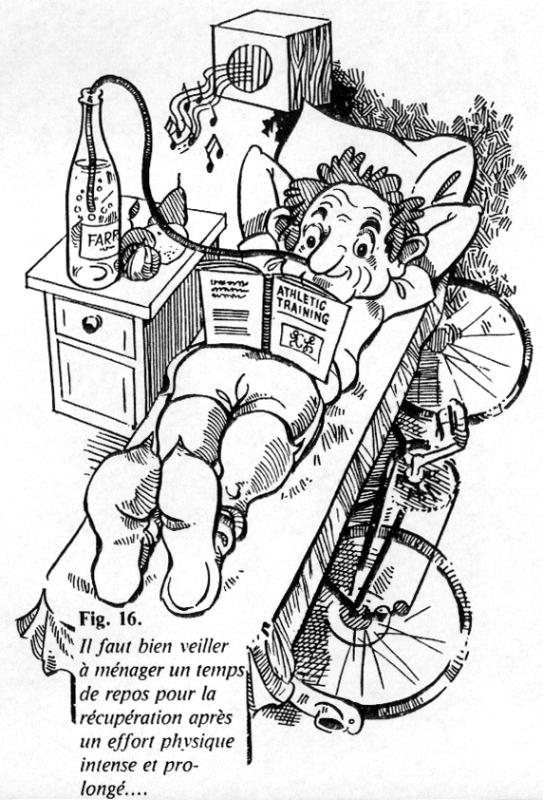 FARR
ATHLETIC
TRAINING
Fig. 16.
Il faut bien veiller
à ménager un temps
de repos pour la
récupération après
un effort physique
intense et pro-
longé....